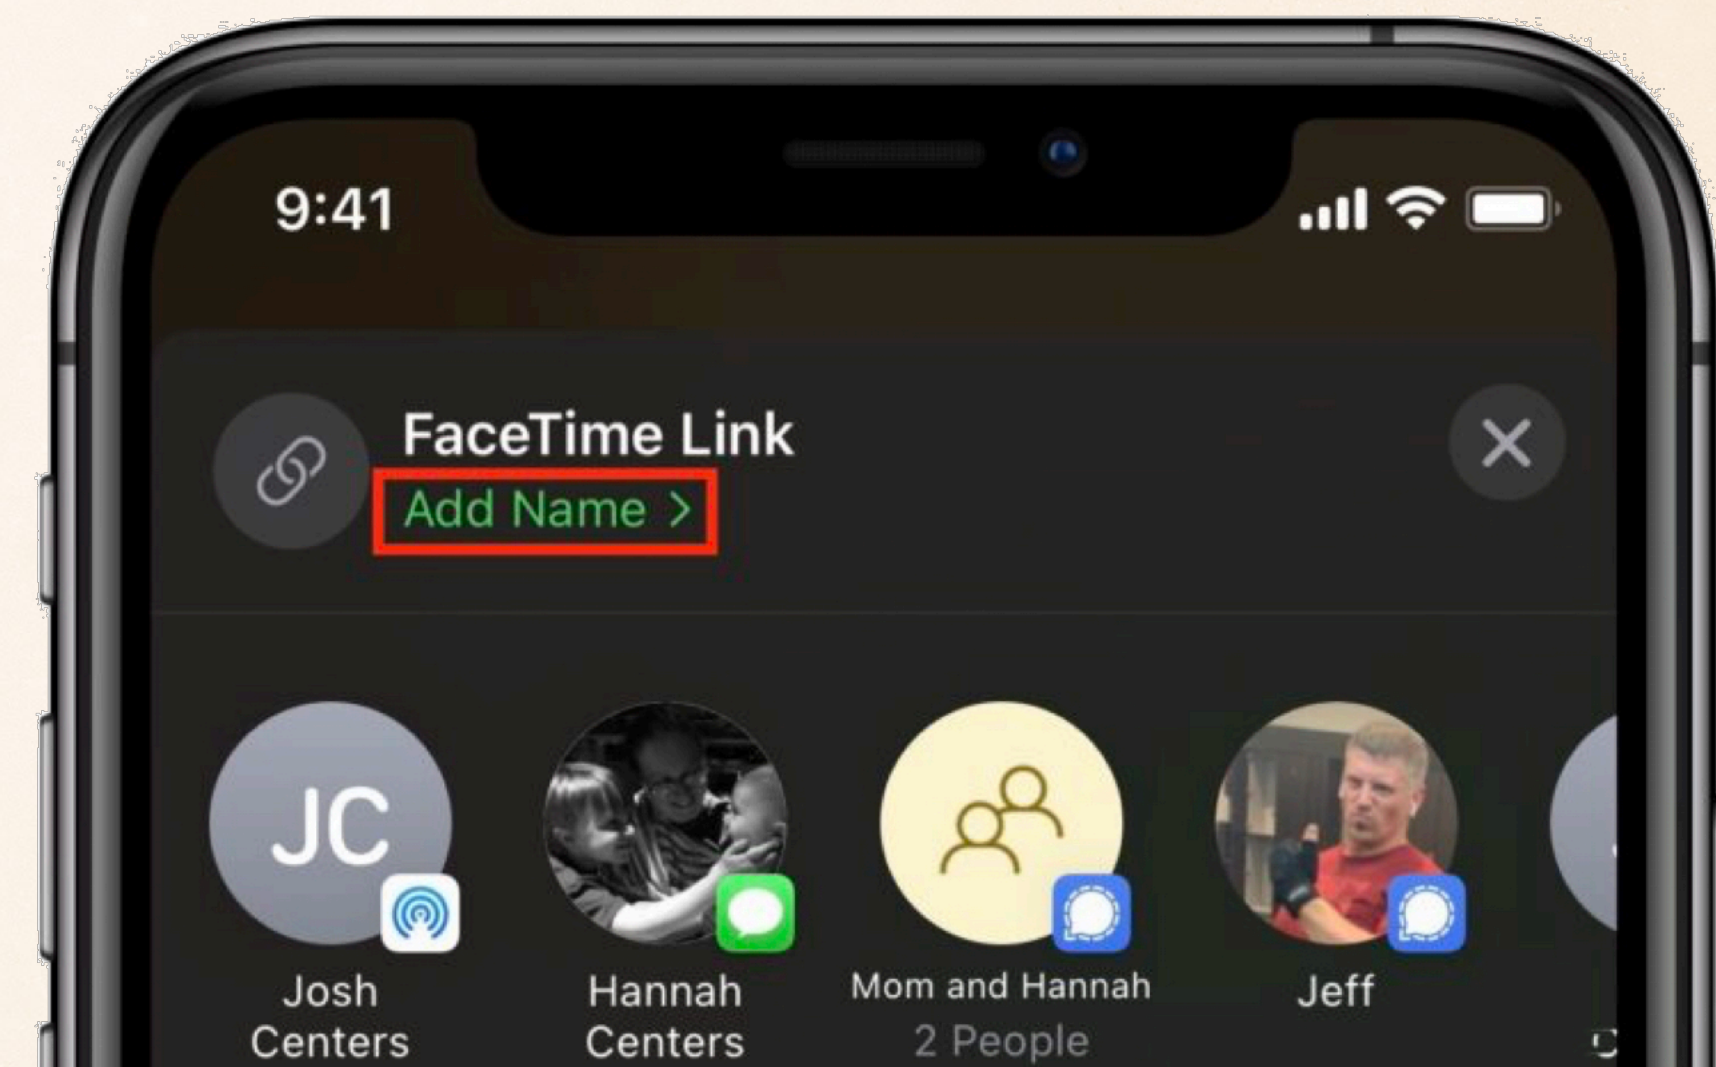 9:41
FaceTime Link
Add Name >
JC
Josh
Centers
Hannah
Centers
Mom and Hannah
2 People
Jeff